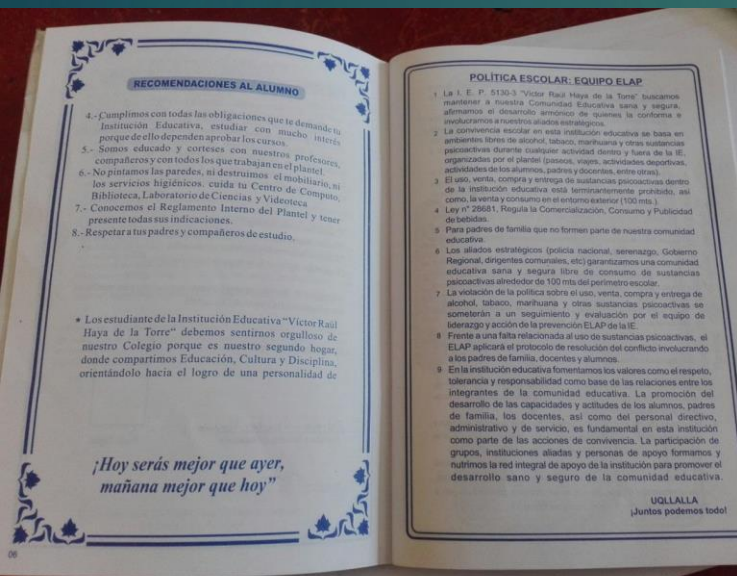 RECOMENDACIONES AL ALUMNO
4.- Cumplimos con todas las obligaciones que te demande tu
Institución Educativa, estudiar con mucho interés
porque de ello dependen aprobar los cursos.
5.- Somos educado y corteses con nuestros profesores,
compañeros y con todos los que trabajan en el plantel.
6.- No pintamos las paredes, ni destruimos el mobiliario, ni
los servicios higiénicos. cuida tu Centro de Computo,
Biblioteca, Laboratorio de Ciencias y Videoteca
7.- Conocemos el Reglamento Interno del Plantel y tener
presente todas sus indicaciones.
8.- Respetar a tus padres y compañeros de estudio.
.
* Los estudiante de la Institución Educativa "Víctor Raúl
Haya de la Torre" debemos sentirnos orgulloso de
nuestro Colegio porque es nuestro segundo hogar,
donde compartimos Educación, Cultura y Disciplina,
orientándolo hacia el logro de una personalidad de
¡Hoy serás mejor que ayer,
mañana mejor que hoy"
06
POLÍTICA ESCOLAR: EQUIPO ELAP
1 La I. E. P. 5130-3 "Víctor Raúl Haya de la Torre" buscamos
mantener a nuestra Comunidad Educativa sana y segura,
afirmamos el desarrollo armónico de quienes la conforma e
involucramos a nuestros aliados estratégicos.
2 La convivencia escolar en esta institución educativa se basa en
ambientes libres de alcohol, tabaco, marihuana y otras sustancias
psicoactivas durante cualquier actividad dentro y fuera de la IE,
organizadas por el plantel (paseos, viajes, actividades deportivas,
actividades de los alumnos, padres y docentes, entre otras).
3 El uso, venta, compra y entrega de sustancias psicoactivas dentro
de la institución educativa está terminantemente prohibido, así
como, la venta y consumo en el entorno exterior (100 mts.)
4 Ley n° 28681, Regula la Comercialización, Consumo y Publicidad
de bebidas.
5 Para padres de familia que no formen parte de nuestra comunidad
educativa.
6 Los aliados estratégicos (policía nacional, serenazgo, Gobierno
Regional, dirigentes comunales, etc) garantizamos una comunidad
educativa sana y segura libre de consumo de sustancias
psicoactivas alrededor de 100 mts del perímetro escolar.
7 La violación de la política sobre el uso, venta, compra y entrega de
alcohol, tabaco, marihuana y otras sustancias psicoactivas se
someterán a un seguimiento y evaluación por el equipo de
liderazgo y acción de la prevención ELAP de la IE.
8 Frente a una falta relacionada al uso de sustancias psicoactivas, el
ELAP aplicará el protocolo de resolución del conflicto involucrando
a los padres de familia, docentes y alumnos.
9 En la institución educativa fomentamos los valores como el respeto,
tolerancia y responsabilidad como base de las relaciones entre los
integrantes de la comunidad educativa. La promoción del
desarrollo de las capacidades y actitudes de los alumnos, padres
de familia, los docentes, así como del personal directivo,
administrativo y de servicio, es fundamental en esta institución
como parte de las acciones de convivencia. La participación de
grupos, instituciones aliadas y personas de apoyo formamos y
nutrimos la red integral de apoyo de la institución para promover el
desarrollo sano y seguro de la comunidad educativa.
UQLLALLA
¡Juntos podemos todo!